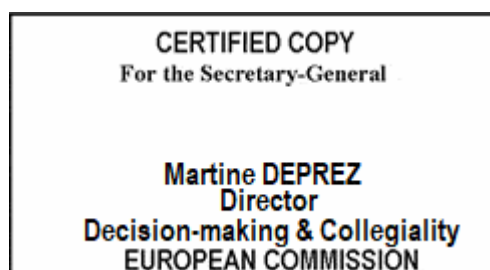 CERTIFIED COPY
For the Secretary-General
Martine DEPREZ
Director
Decision-making & Collegiality
EUROPEAN COMMISSION